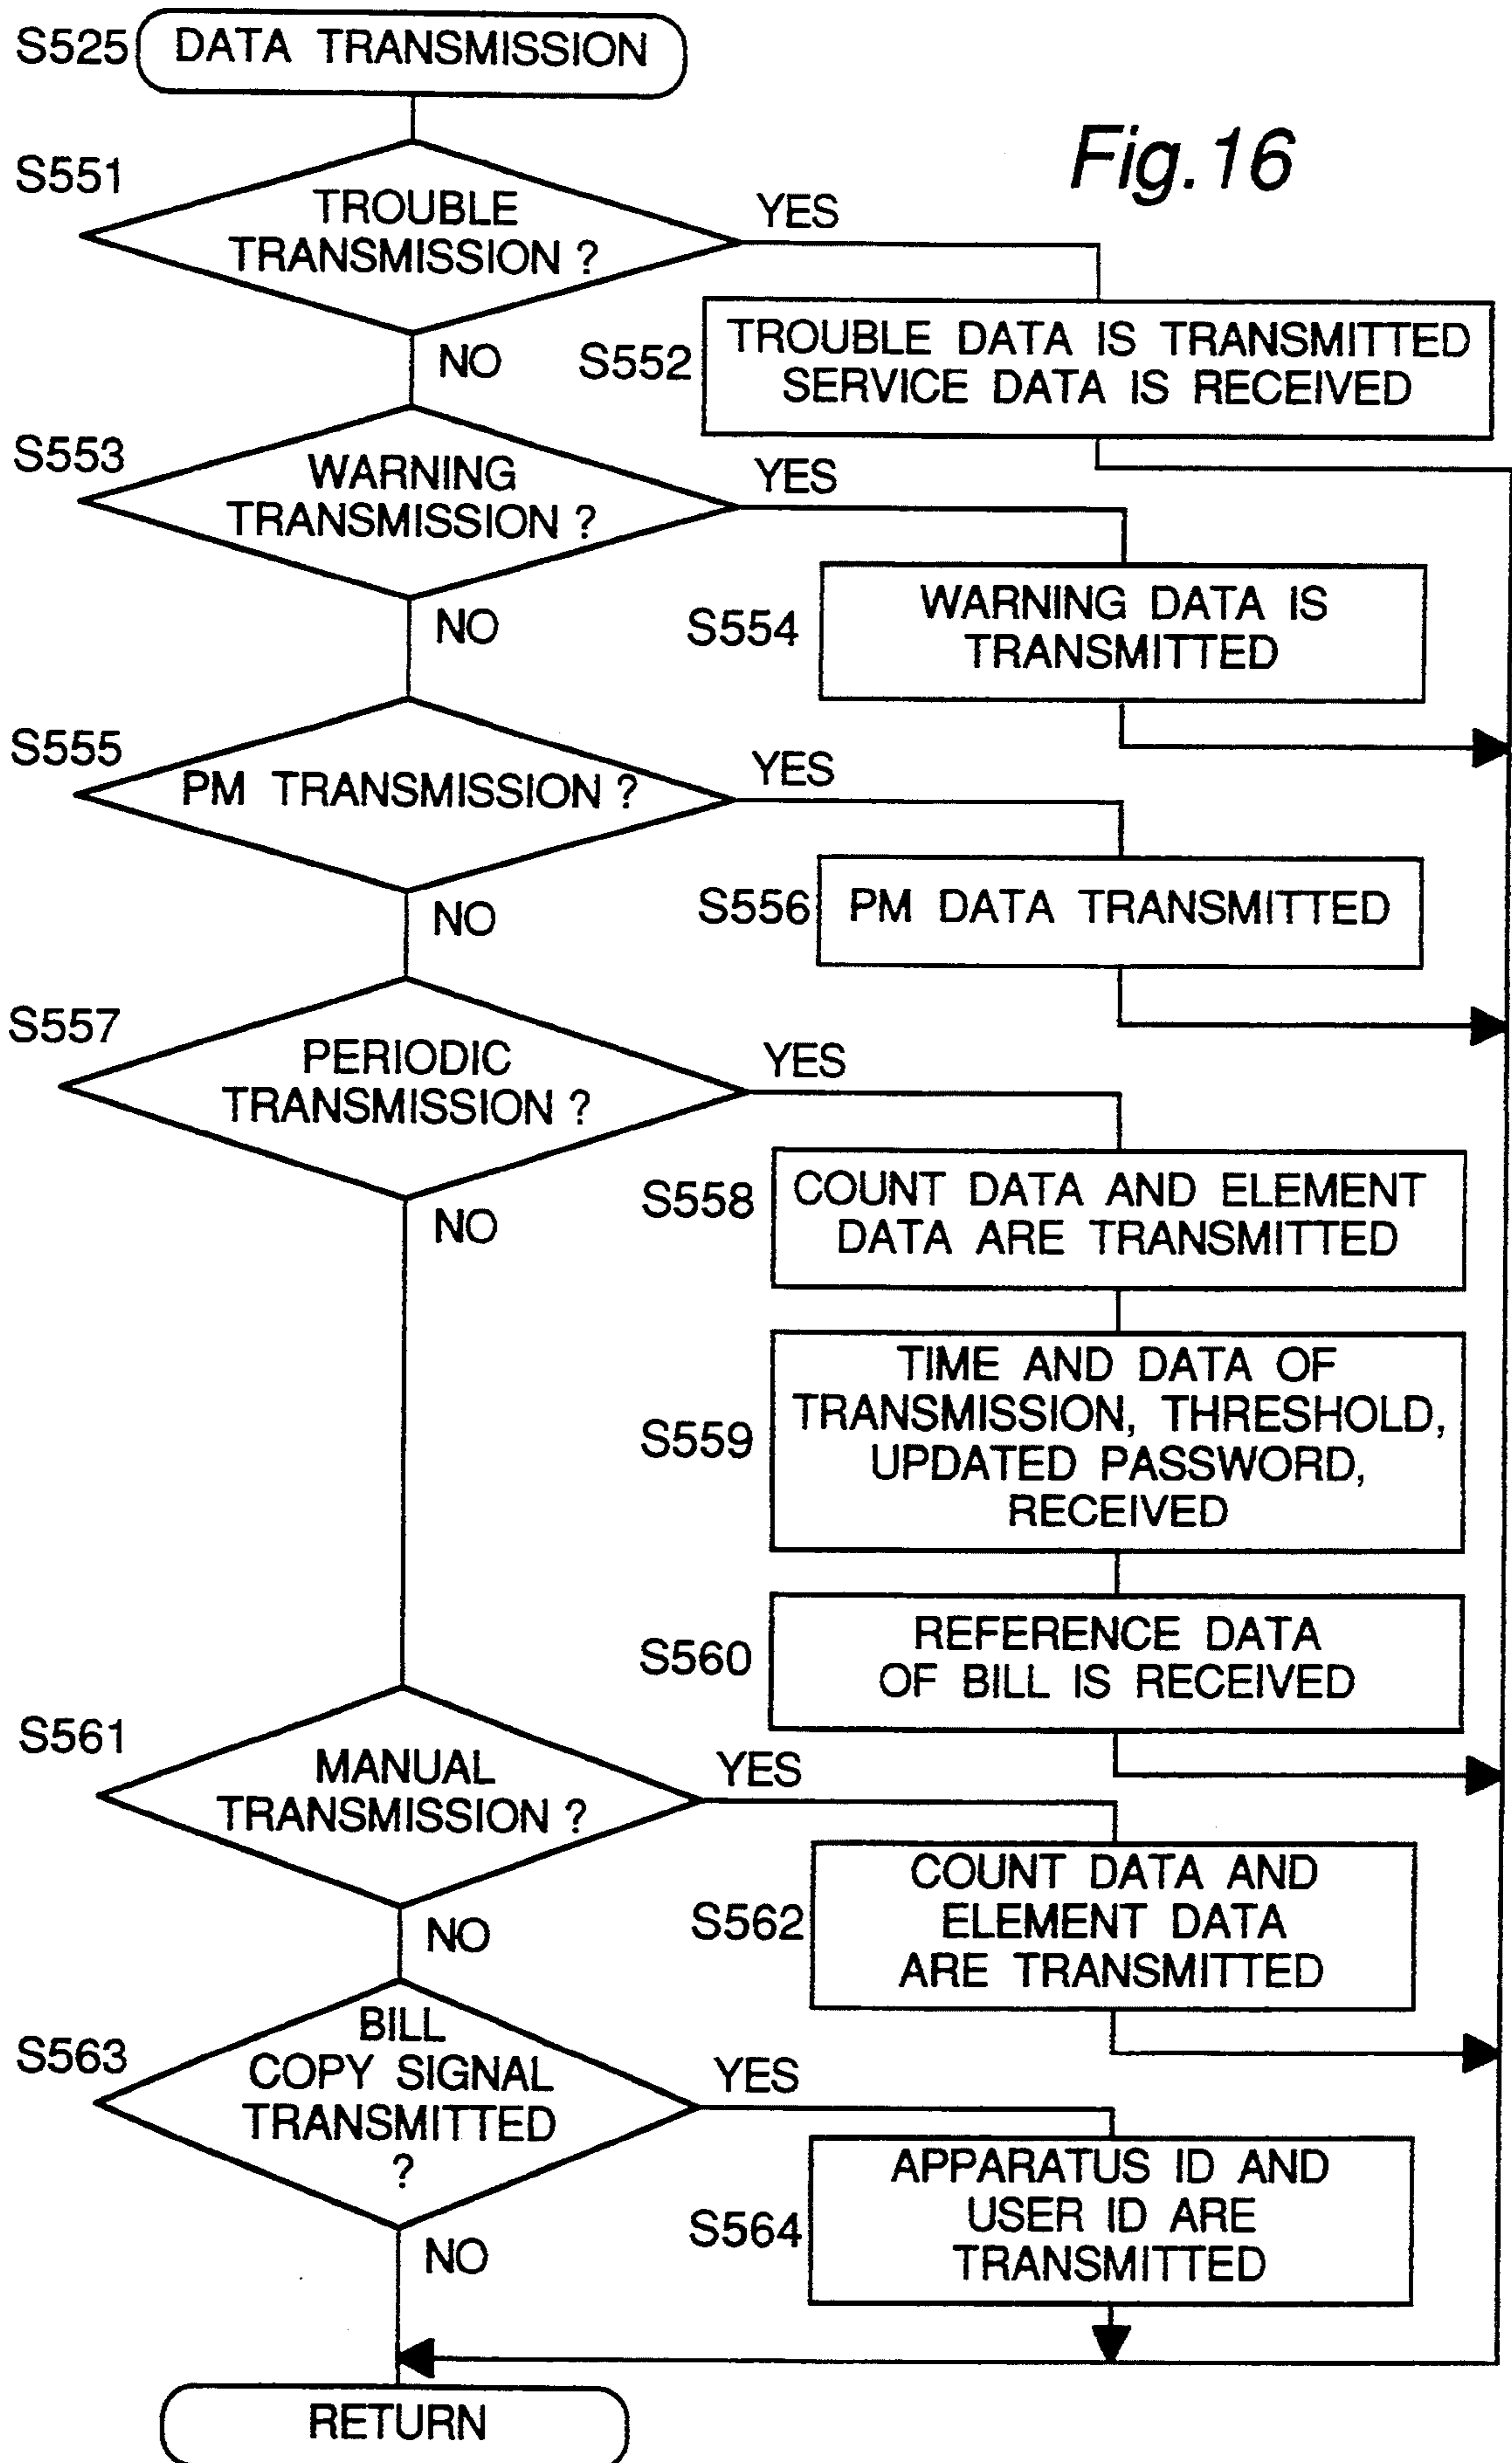 S525 DATA TRANSMISSION
Fig.16
S551
TROUBLE
TRANSMISSION ?
YES
NO
S552
TROUBLE DATA IS TRANSMITTED
SERVICE DATA IS RECEIVED
S553
WARNING
TRANSMISSION ?
YES
NO
S554
WARNING DATA IS
TRANSMITTED
S555
PM TRANSMISSION ?
YES
NO
S556
PM DATA TRANSMITTED
S557
PERIODIC
TRANSMISSION ?
YES
NO
S558
COUNT DATA AND ELEMENT
DATA ARE TRANSMITTED
S559
TIME AND DATA OF
TRANSMISSION, THRESHOLD,
UPDATED PASSWORD,
RECEIVED
S560
REFERENCE DATA
OF BILL IS RECEIVED
S561
MANUAL
TRANSMISSION ?
YES
NO
S562
COUNT DATA AND
ELEMENT DATA
ARE TRANSMITTED
S563
BILL
COPY SIGNAL
TRANSMITTED
?
YES
NO
S564
APPARATUS ID AND
USER ID ARE
TRANSMITTED
RETURN